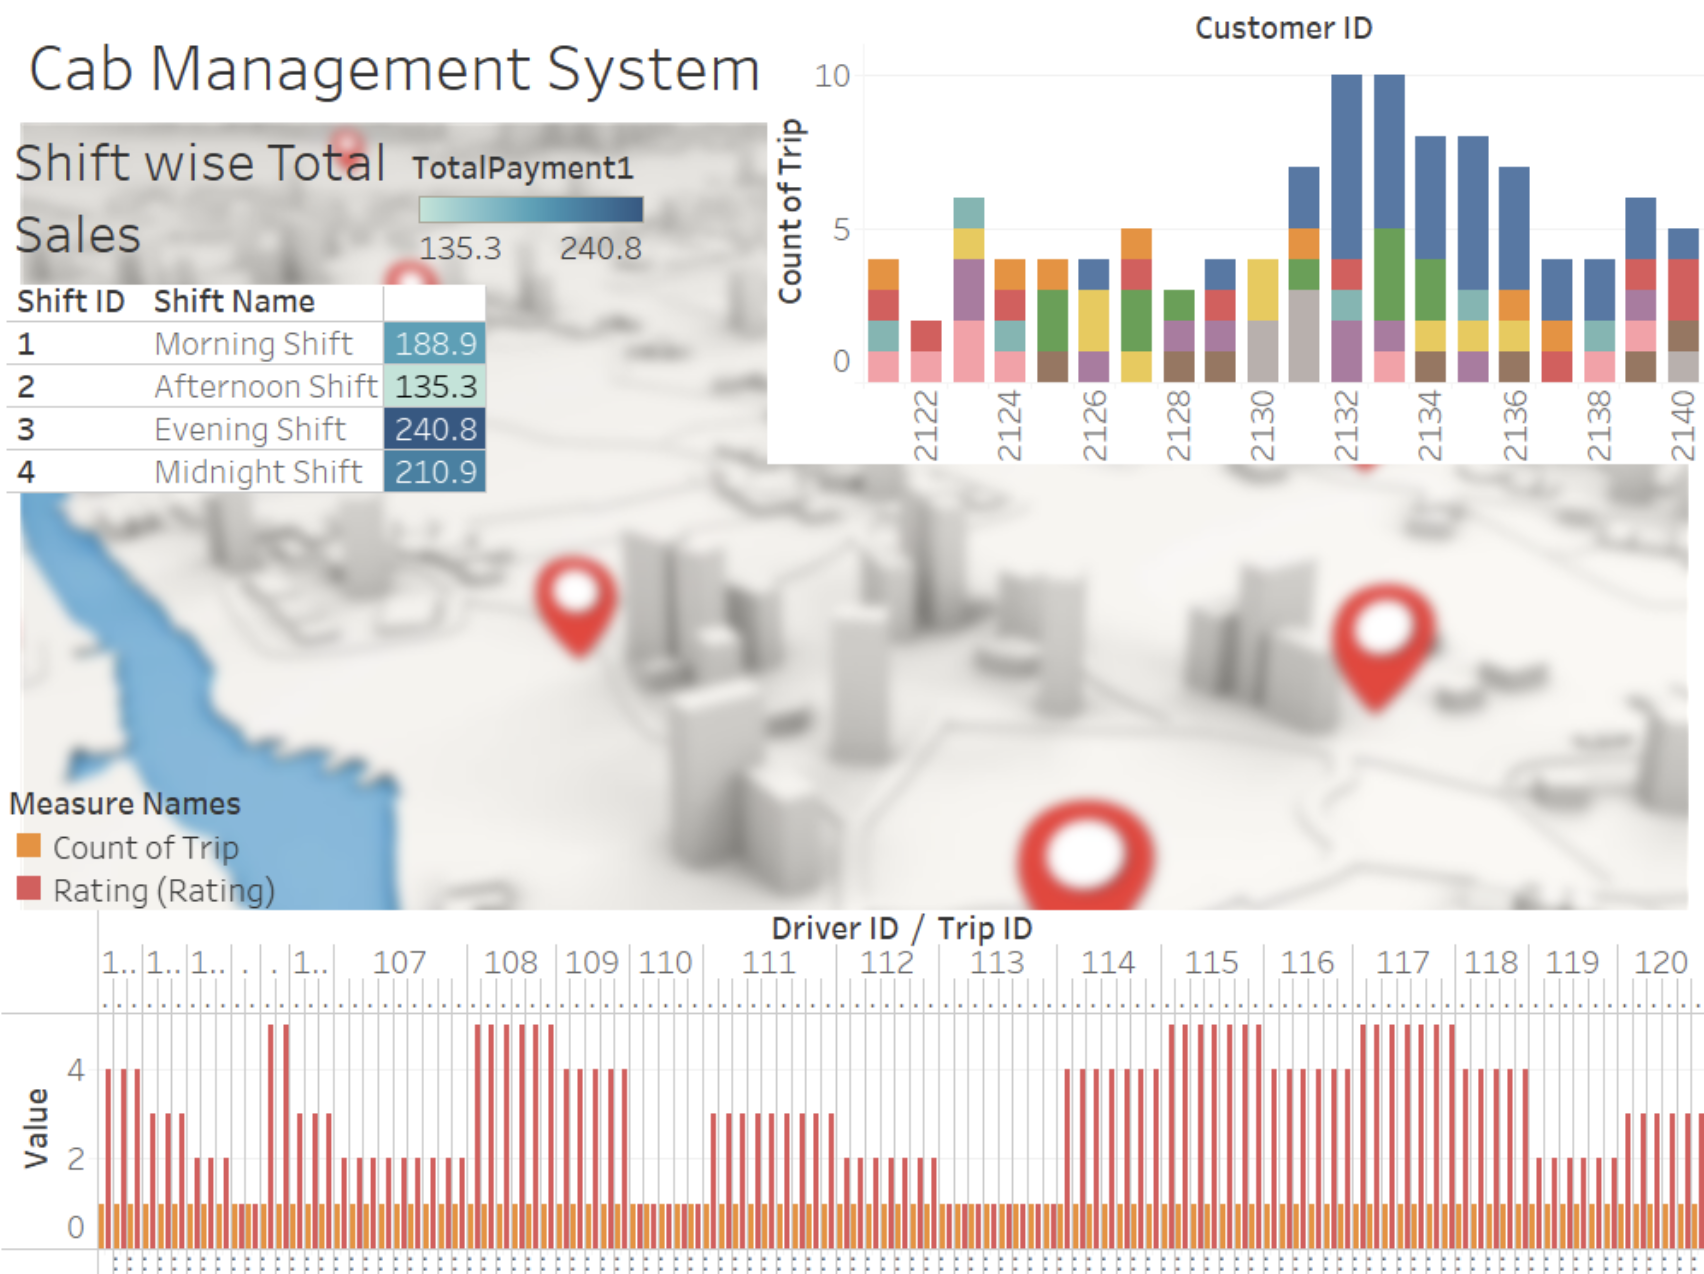 Cab Management System
Shift wise Total
Sales
TotalPayment1
135.3 240.8
Shift ID Shift Name
1 Morning Shift 188.9
2 Afternoon Shift 135.3
3 Evening Shift 240.8
4 Midnight Shift 210.9
Customer ID
Count of Trip
10
5
0
2122 2124 2126 2128 2130 2132 2134 2136 2138 2140
Measure Names
Count of Trip
Rating (Rating)
Driver ID / Trip ID
1.. 1.. 1.. . . 1.. 107 108 109 110 111 112 113 114 115 116 117 118 119 120
Value
4
2
0